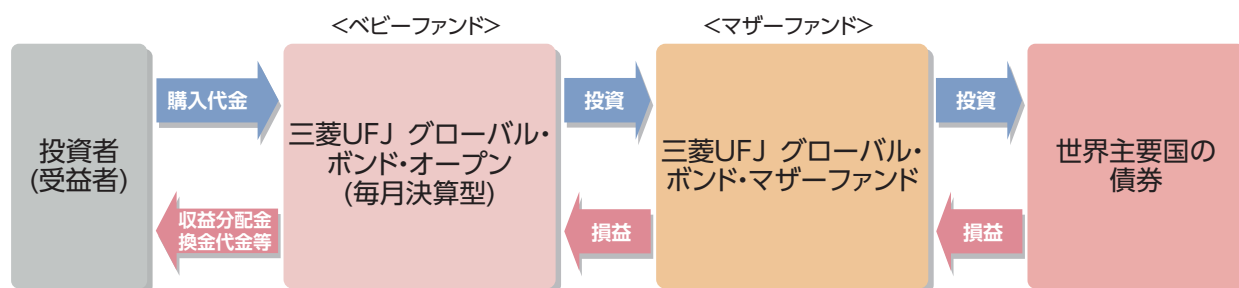 <ベビーファンド>
<マザーファンド>
投資者
(受益者)
購入代金
収益分配金
換金代金等
三菱UFJ グローバル・
ボンド・オープン
(毎月決算型)
投資
損益
三菱UFJ グローバル・
ボンド・マザーファンド
投資
損益
世界主要国の
債券